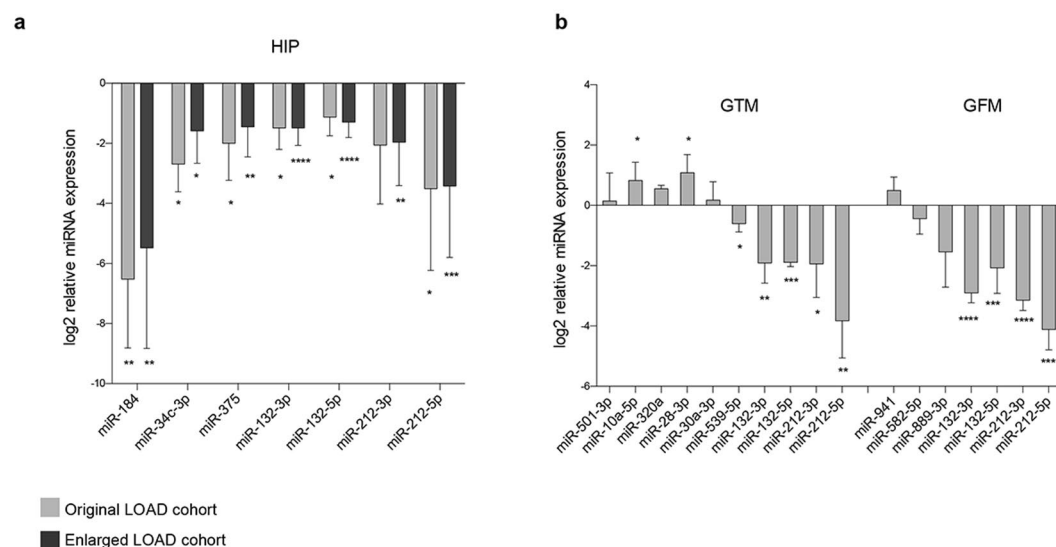 a
HIP
log2 relative miRNA expression
0
-2
-4
-6
-8
-10
** ** * * * ** * **** * **** ** * ***
miR-184
miR-34c-3p
miR-375
miR-132-3p
miR-132-5p
miR-212-3p
miR-212-5p
Original LOAD cohort
Enlarged LOAD cohort
b
GTM
GFM
log2 relative miRNA expression
4
2
0
-2
-4
-6
* * * ** *** * ** **** *** **** ***
miR-501-3p
miR-10a-5p
miR-320a
miR-28-3p
miR-30a-3p
miR-539-5p
miR-132-3p
miR-132-5p
miR-212-3p
miR-212-5p
miR-941
miR-582-5p
miR-889-3p
miR-132-3p
miR-132-5p
miR-212-3p
miR-212-5p